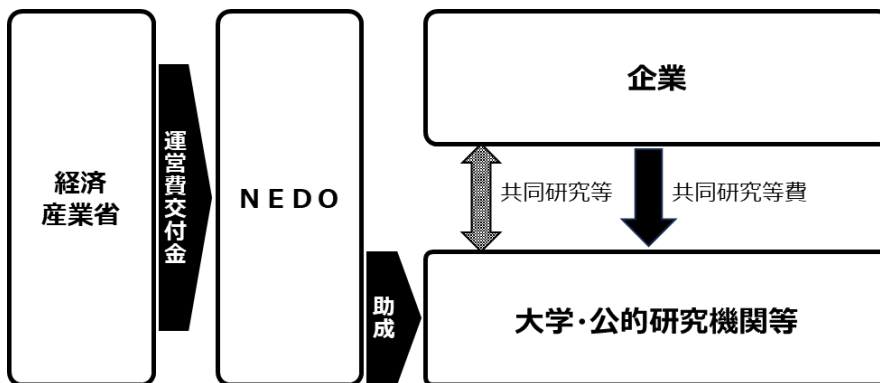 経済
産業省
運営費交付金
NEDO
助成
企業
共同研究等
共同研究等費
大学・公的研究機関等